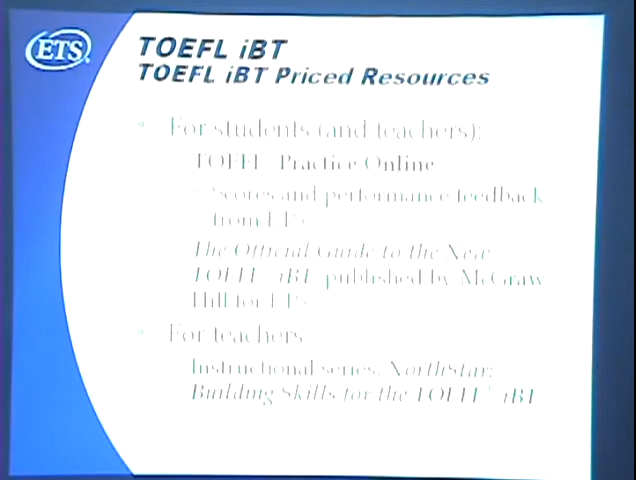 ETS
TOEFL iBT
TOEFL iBT Priced Resources
For students (and teachers):
TOEFL Practice Online
Scores and performance feedback
from ETS
The Official Guide to the New
TOEFL iBT published by McGraw
Hill for ETS
For teachers
Instructional series, NorthStar:
Building Skills for the TOEFL iBT